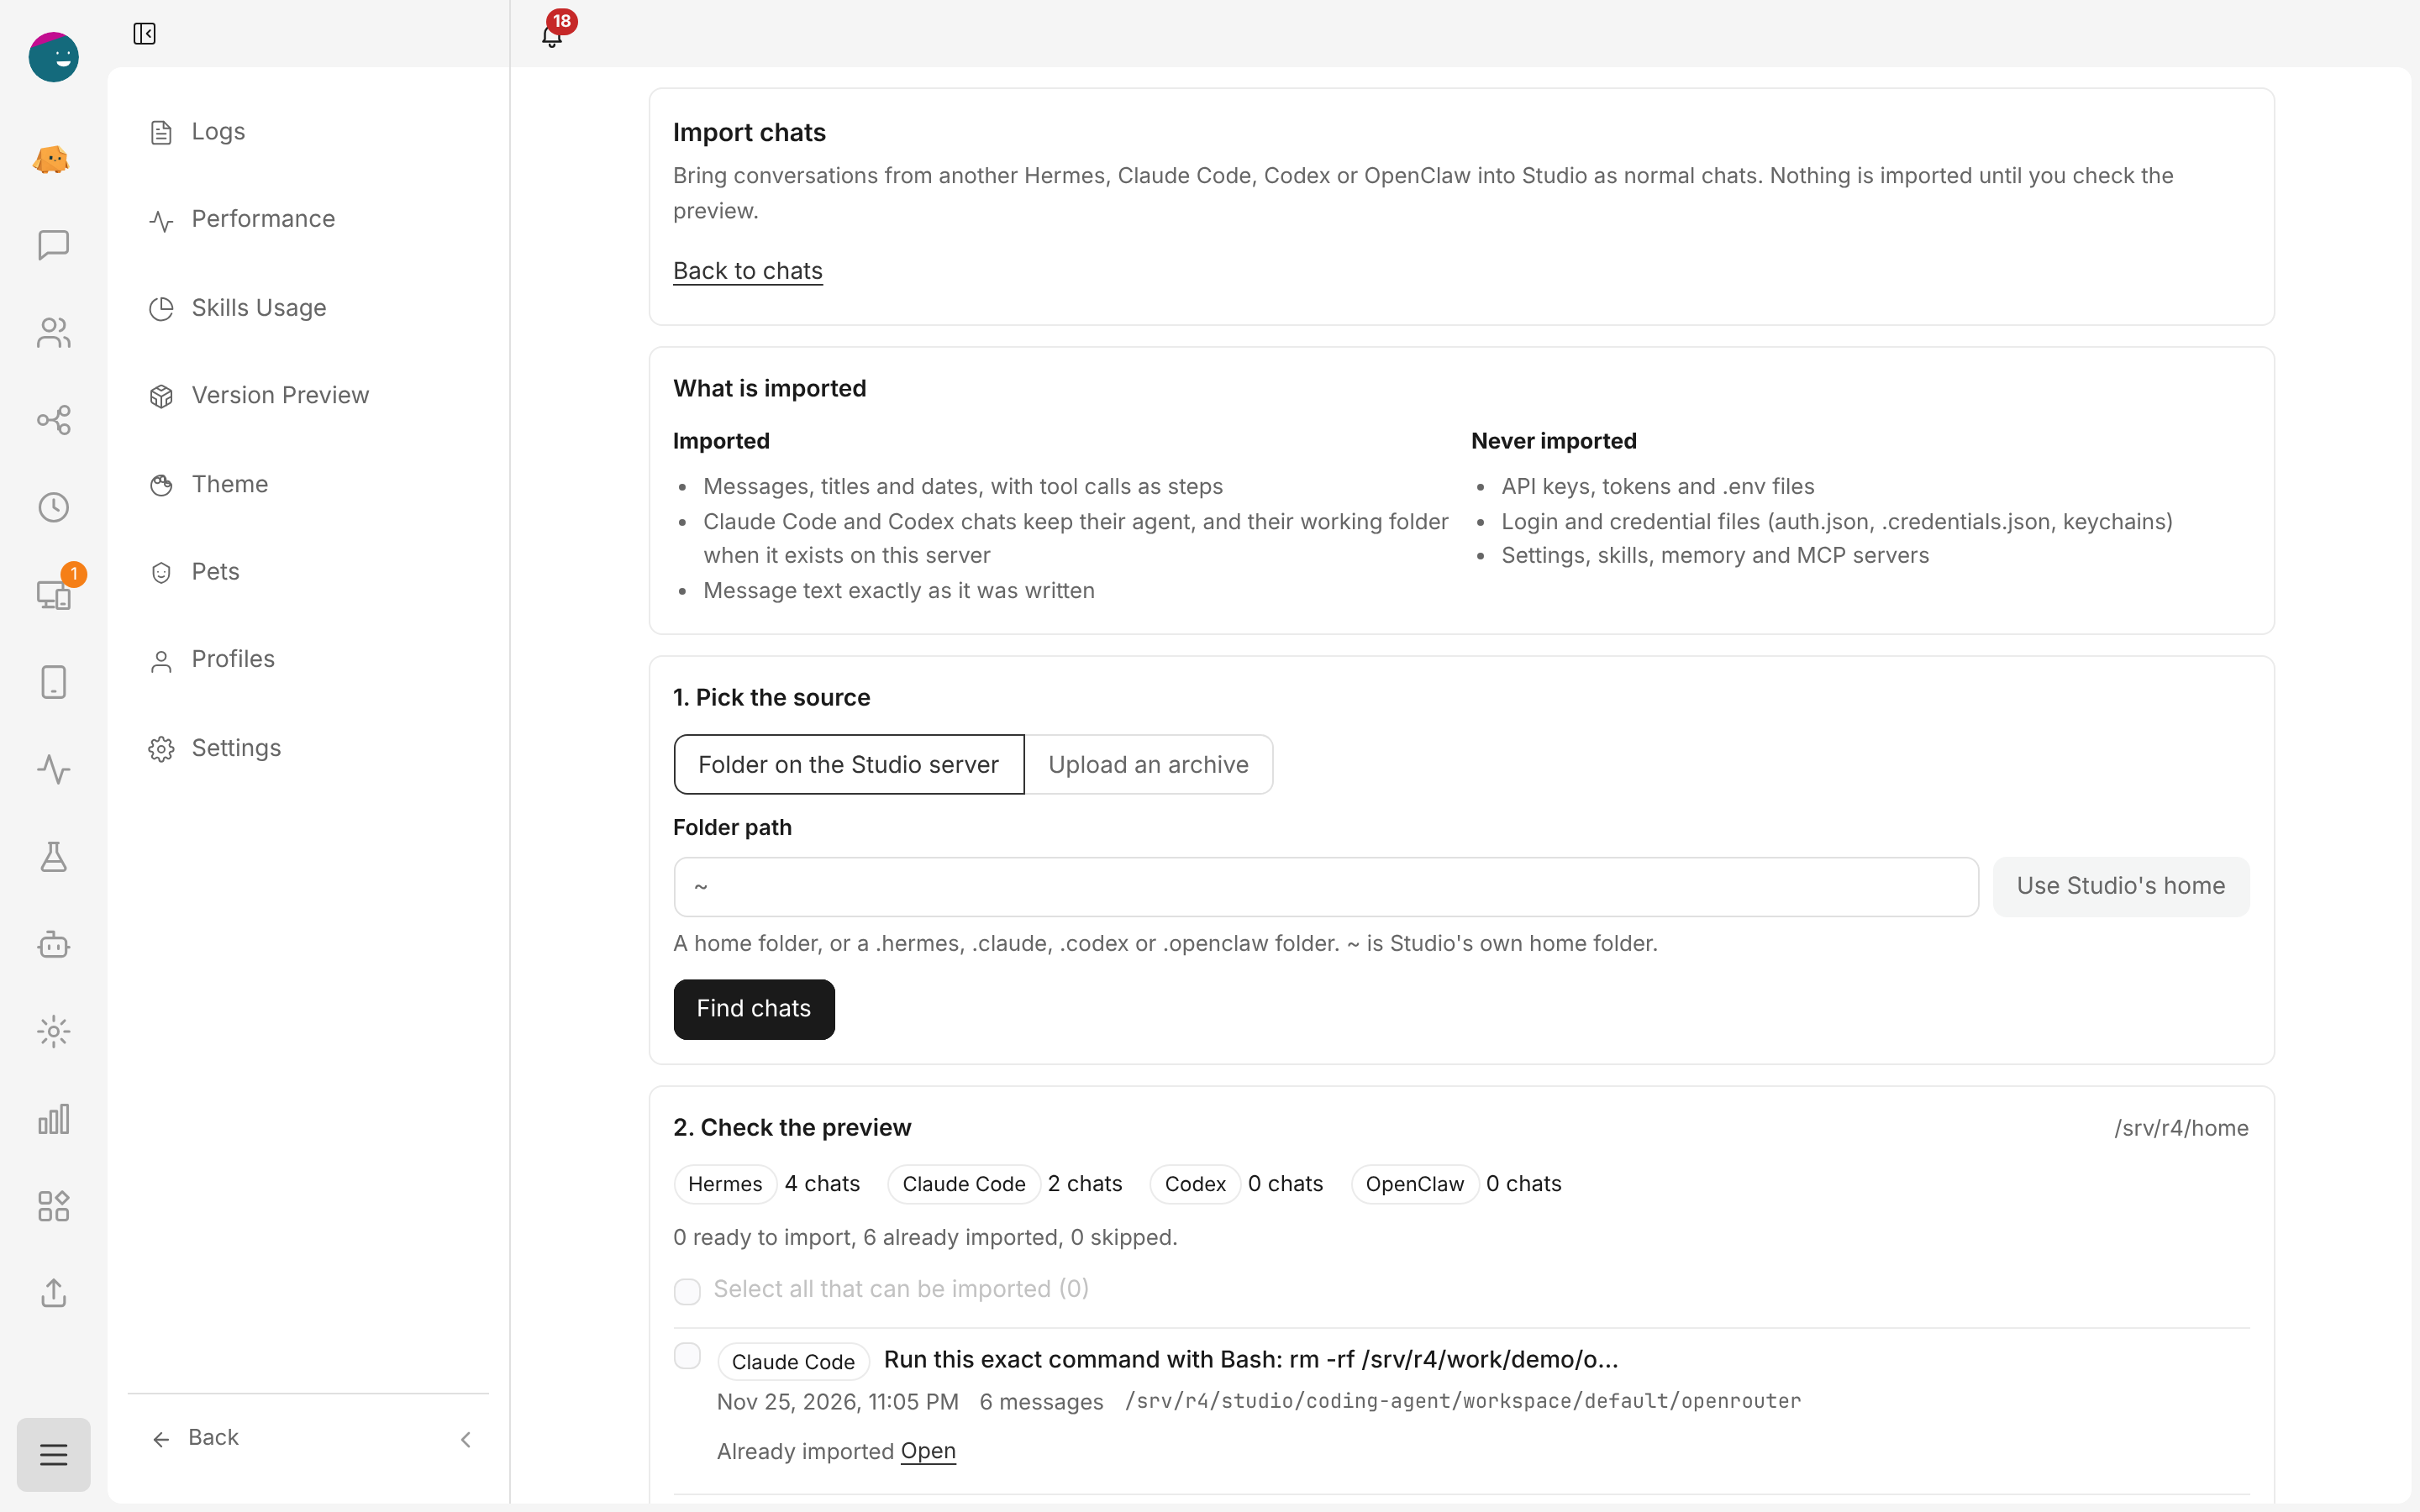 18
Logs
Performance
Skills Usage
Version Preview
Theme
Pets
Profiles
Settings
1
Back
Import chats
Bring conversations from another Hermes, Claude Code, Codex or OpenClaw into Studio as normal chats. Nothing is imported until you check the
preview.
Back to chats
What is imported
Imported
Messages, titles and dates, with tool calls as steps
Claude Code and Codex chats keep their agent, and their working folder
when it exists on this server
Message text exactly as it was written
Never imported
API keys, tokens and .env files
Login and credential files (auth.json, .credentials.json, keychains)
Settings, skills, memory and MCP servers
1. Pick the source
Folder on the Studio server
Upload an archive
Folder path
~
Use Studio's home
A home folder, or a .hermes, .claude, .codex or .openclaw folder. ~ is Studio's own home folder.
Find chats
2. Check the preview
/srv/r4/home
Hermes 4 chats Claude Code 2 chats Codex 0 chats OpenClaw 0 chats
0 ready to import, 6 already imported, 0 skipped.
Select all that can be imported (0)
Claude Code Run this exact command with Bash: rm -rf /srv/r4/work/demo/o...
Nov 25, 2026, 11:05 PM 6 messages /srv/r4/studio/coding-agent/workspace/default/openrouter
Already imported Open